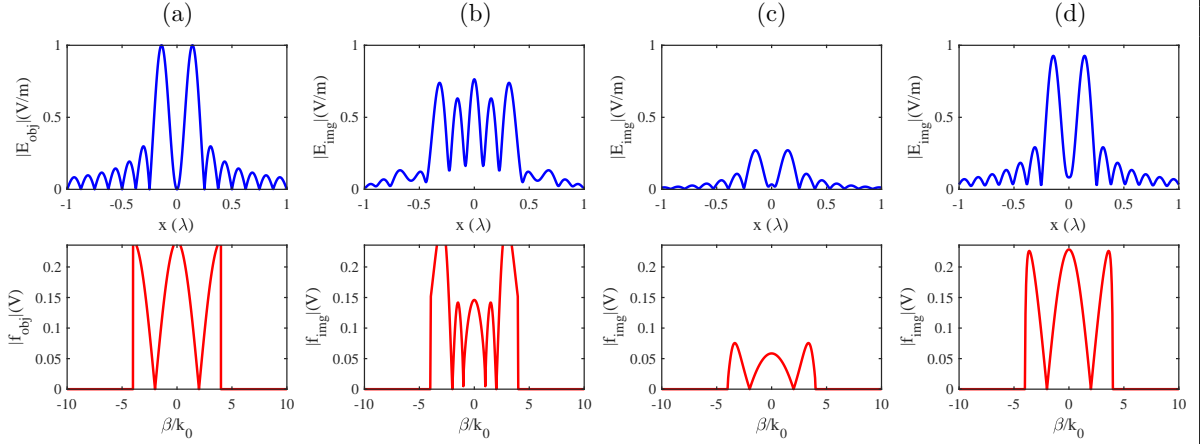 (a) (b) (c) (d)
1 1 1 1
|E_obj|(V/m) |E_img|(V/m) |E_img|(V/m) |E_img|(V/m)
0.5 0.5 0.5 0.5
0 0 0 0
-1 -0.5 0 0.5 1 -1 -0.5 0 0.5 1 -1 -0.5 0 0.5 1 -1 -0.5 0 0.5 1
x (λ) x (λ) x (λ) x (λ)
0.2 0.2 0.2 0.2
|f_obj|(V) |f_img|(V) |f_img|(V) |f_img|(V)
0.15 0.15 0.15 0.15
0.1 0.1 0.1 0.1
0.05 0.05 0.05 0.05
0 0 0 0
-10 -5 0 5 10 -10 -5 0 5 10 -10 -5 0 5 10 -10 -5 0 5 10
β/k_0 β/k_0 β/k_0 β/k_0